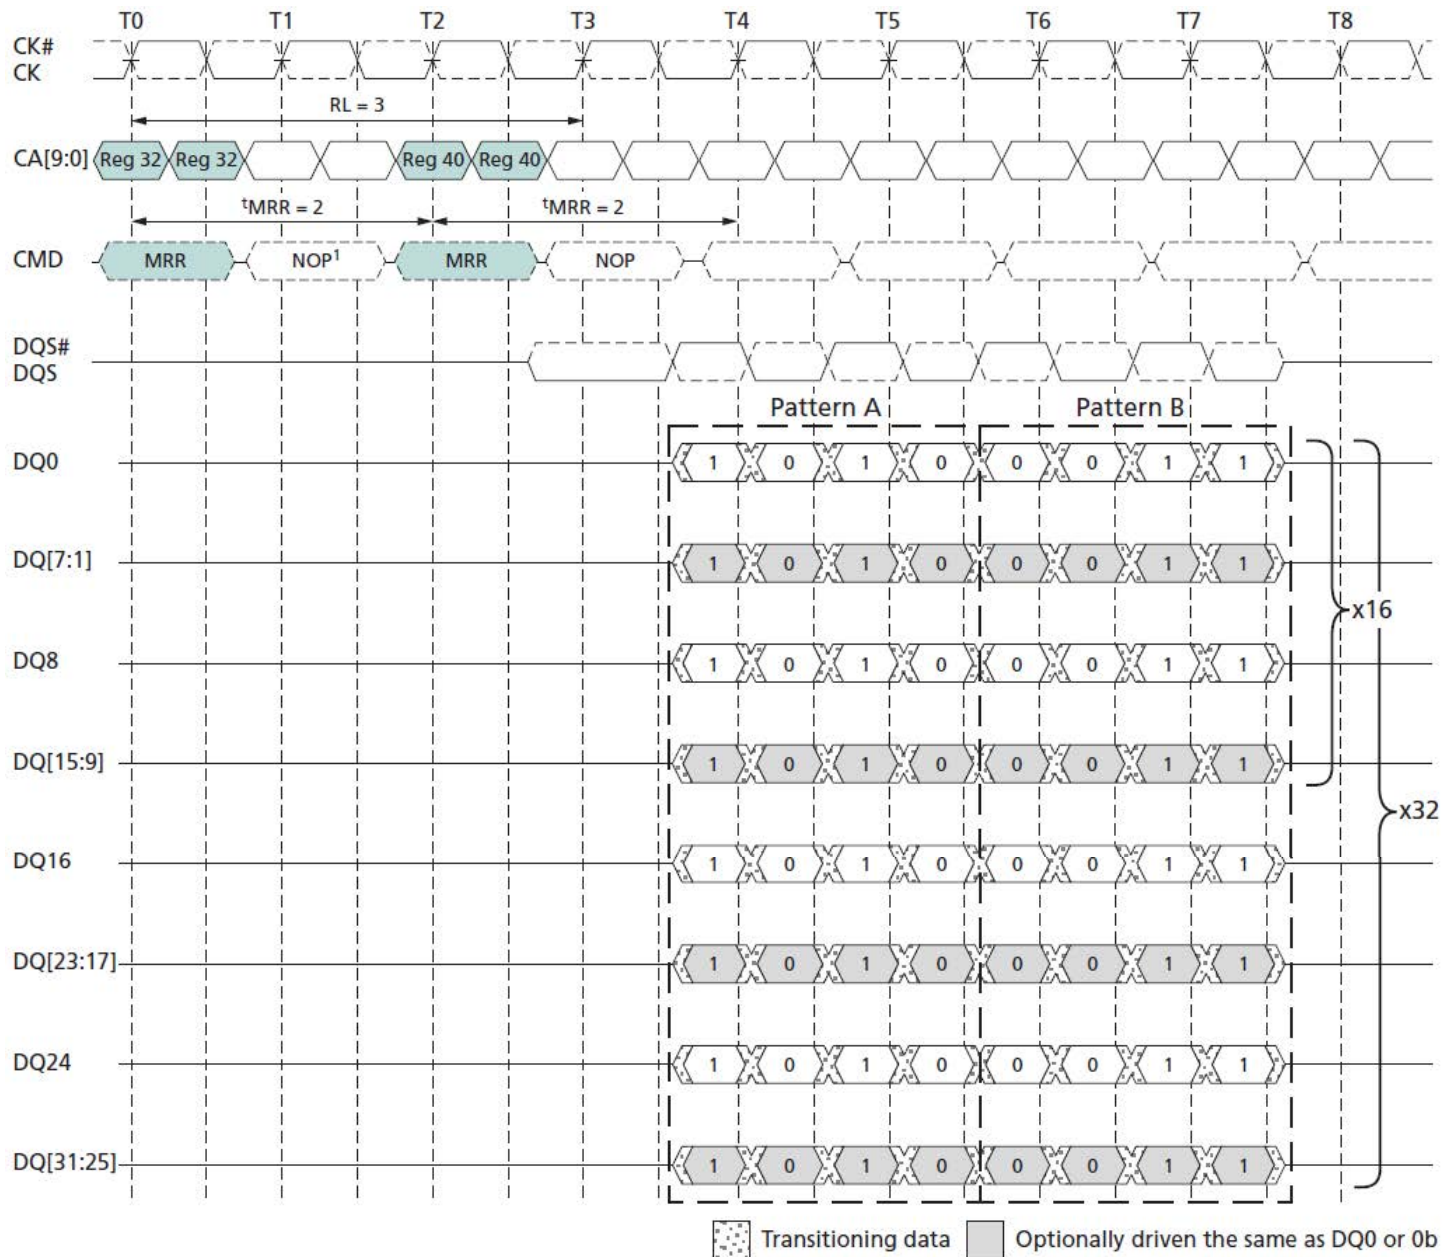 T0 T1 T2 T3 T4 T5 T6 T7 T8
CK#
CK
RL = 3
CA[9:0] Reg 32 Reg 32 Reg 40 Reg 40
tMRR = 2 tMRR = 2
CMD MRR NOP1 MRR NOP
DQS#
DQS
Pattern A Pattern B
DQ0 1 0 1 0 0 0 1 1
DQ[7:1] 1 0 1 0 0 0 1 1
x16
DQ8 1 0 1 0 0 0 1 1
DQ[15:9] 1 0 1 0 0 0 1 1
x32
DQ16 1 0 1 0 0 0 1 1
DQ[23:17] 1 0 1 0 0 0 1 1
DQ24 1 0 1 0 0 0 1 1
DQ[31:25] 1 0 1 0 0 0 1 1
Transitioning data Optionally driven the same as DQ0 or 0b